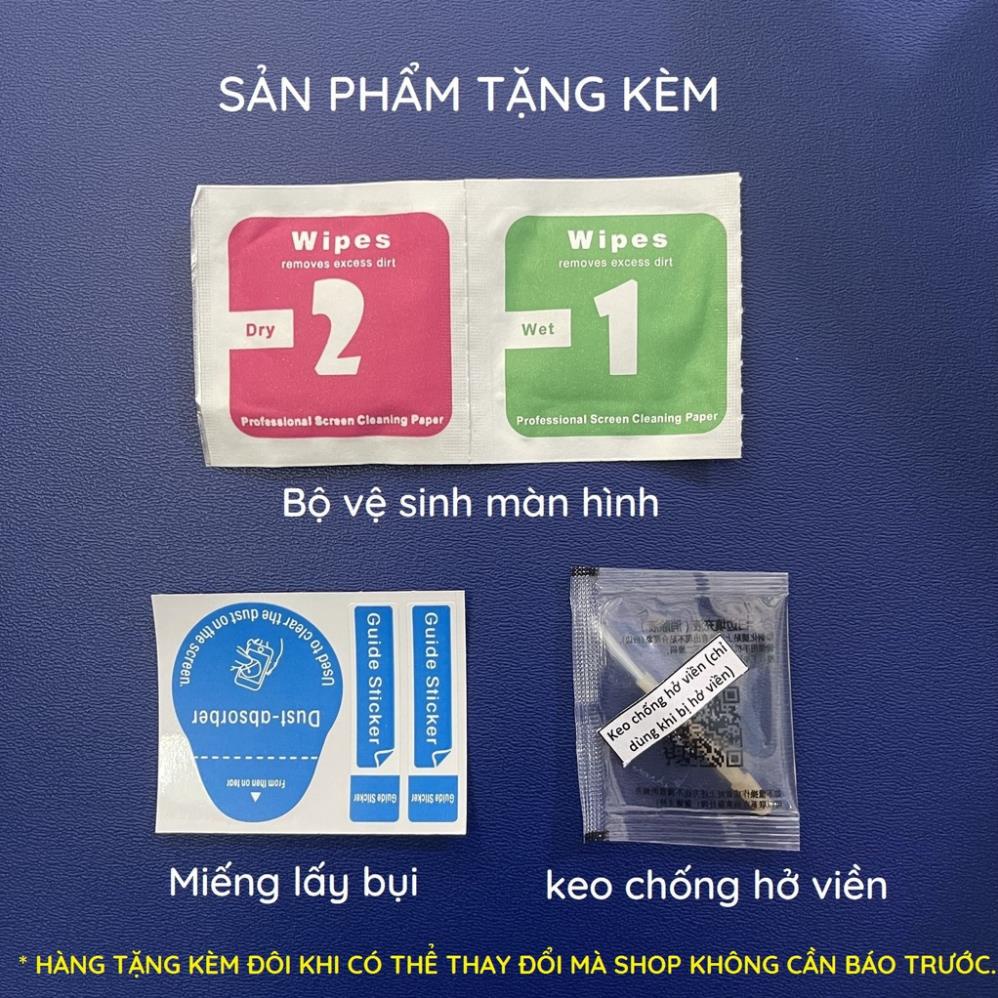 SẢN PHẨM TẶNG KÈM
Wipes
removes excess dirt
Dry
2
Professional Screen Cleaning Paper
Wipes
removes excess dirt
Wet
1
Professional Screen Cleaning Paper
Bộ vệ sinh màn hình
Used to clear the dust on the screen.
Dust-absorber
From then on tear
Guide Sticker
Guide Sticker
Guide Sticker
Guide Sticker
Keo chống hở viền (chỉ
dùng khi bị hở viền)
Miếng lấy bụi
keo chống hở viền
* HÀNG TẶNG KÈM ĐÔI KHI CÓ THỂ THAY ĐỔI MÀ SHOP KHÔNG CẦN BÁO TRƯỚC.